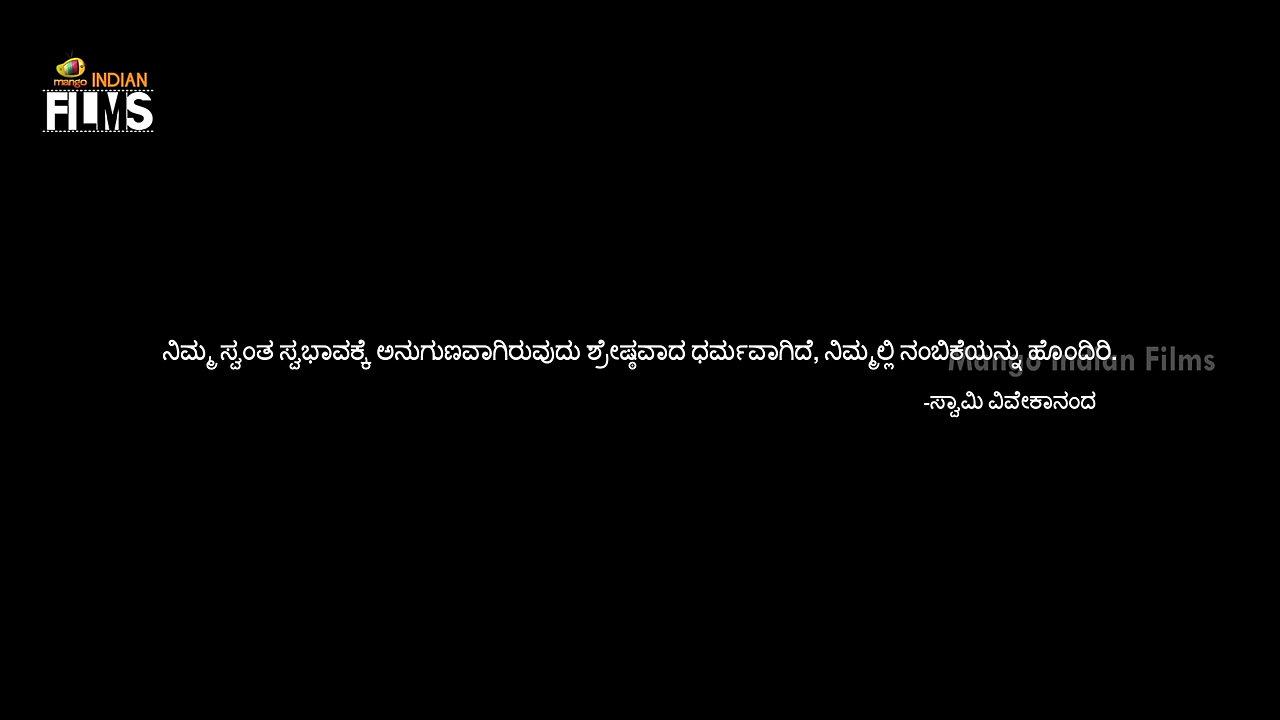 mango INDIAN
FILMS
ನಿಮ್ಮ ಸ್ವಂತ ಸ್ವಭಾವಕ್ಕೆ ಅನುಗುಣವಾಗಿರುವುದು ಶ್ರೇಷ್ಠವಾದ ಧರ್ಮವಾಗಿದೆ, ನಿಮ್ಮಲ್ಲಿ ನಂಬಿಕೆಯನ್ನು ಹೊಂದಿರಿ.
Mango Indian Films
-ಸ್ವಾಮಿ ವಿವೇಕಾನಂದ